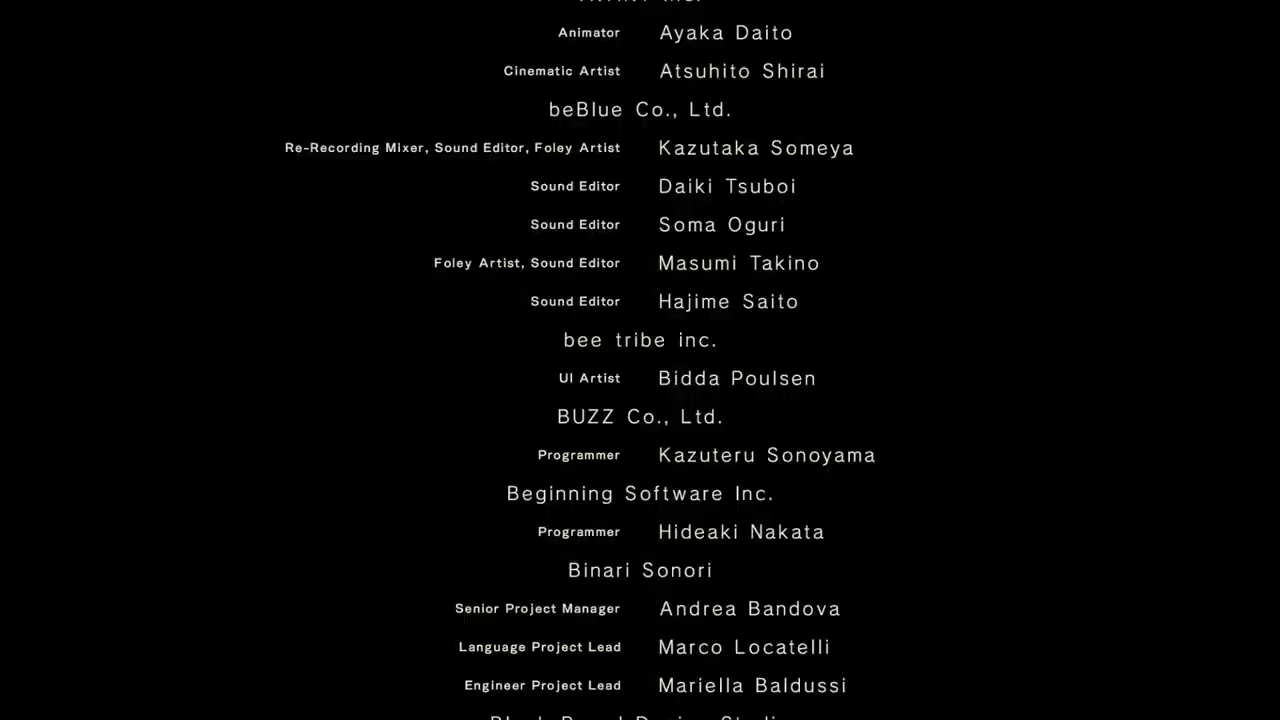 Animator Ayaka Daito
Cinematic Artist Atsuhito Shirai
beBlue Co., Ltd.
Re-Recording Mixer, Sound Editor, Foley Artist Kazutaka Someya
Sound Editor Daiki Tsuboi
Sound Editor Soma Oguri
Foley Artist, Sound Editor Masumi Takino
Sound Editor Hajime Saito
bee tribe inc.
UI Artist Bidda Poulsen
BUZZ Co., Ltd.
Programmer Kazuteru Sonoyama
Beginning Software Inc.
Programmer Hideaki Nakata
Binari Sonori
Senior Project Manager Andrea Bandova
Language Project Lead Marco Locatelli
Engineer Project Lead Mariella Baldussi